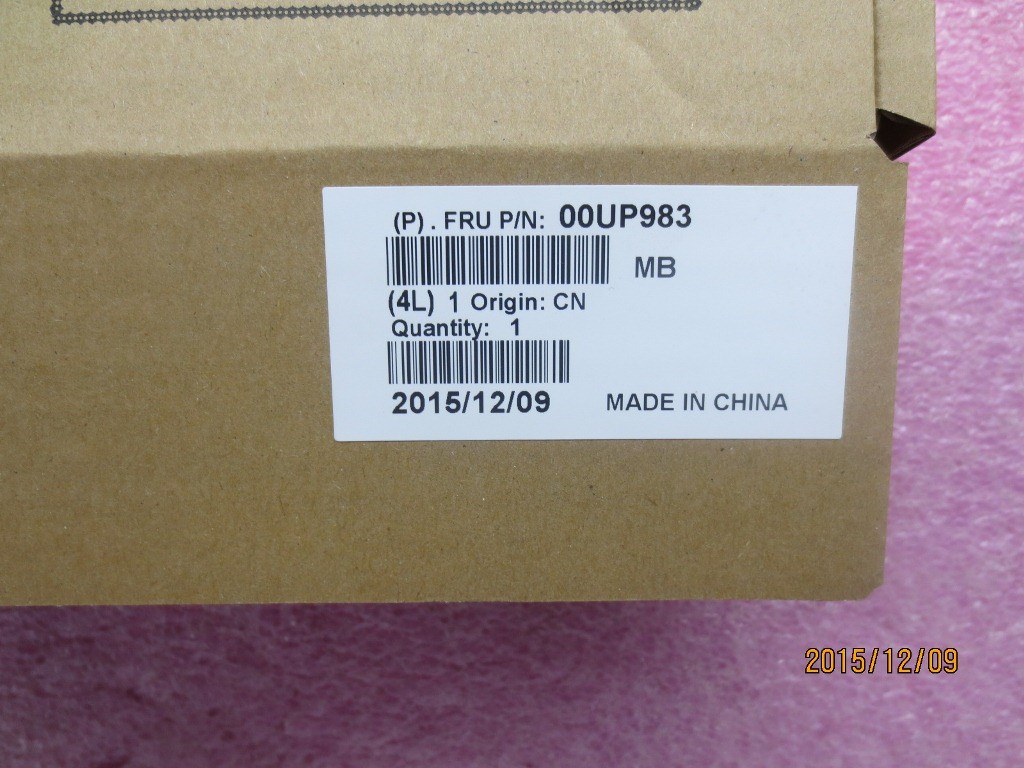 (P) . FRU P/N: 00UP983
MB
(4L) 1 Origin: CN
Quantity: 1
2015/12/09 MADE IN CHINA
2015/12/09